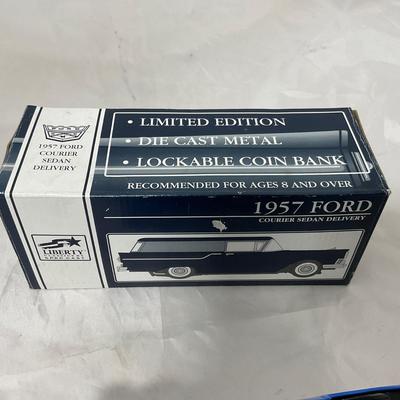 1957 FORD
COURIER
SEDAN
DELIVERY
• LIMITED EDITION
• DIE CAST METAL
• LOCKABLE COIN BANK
RECOMMENDED FOR AGES 8 AND OVER
LIBERTY
1957 FORD
COURIER SEDAN DELIVERY